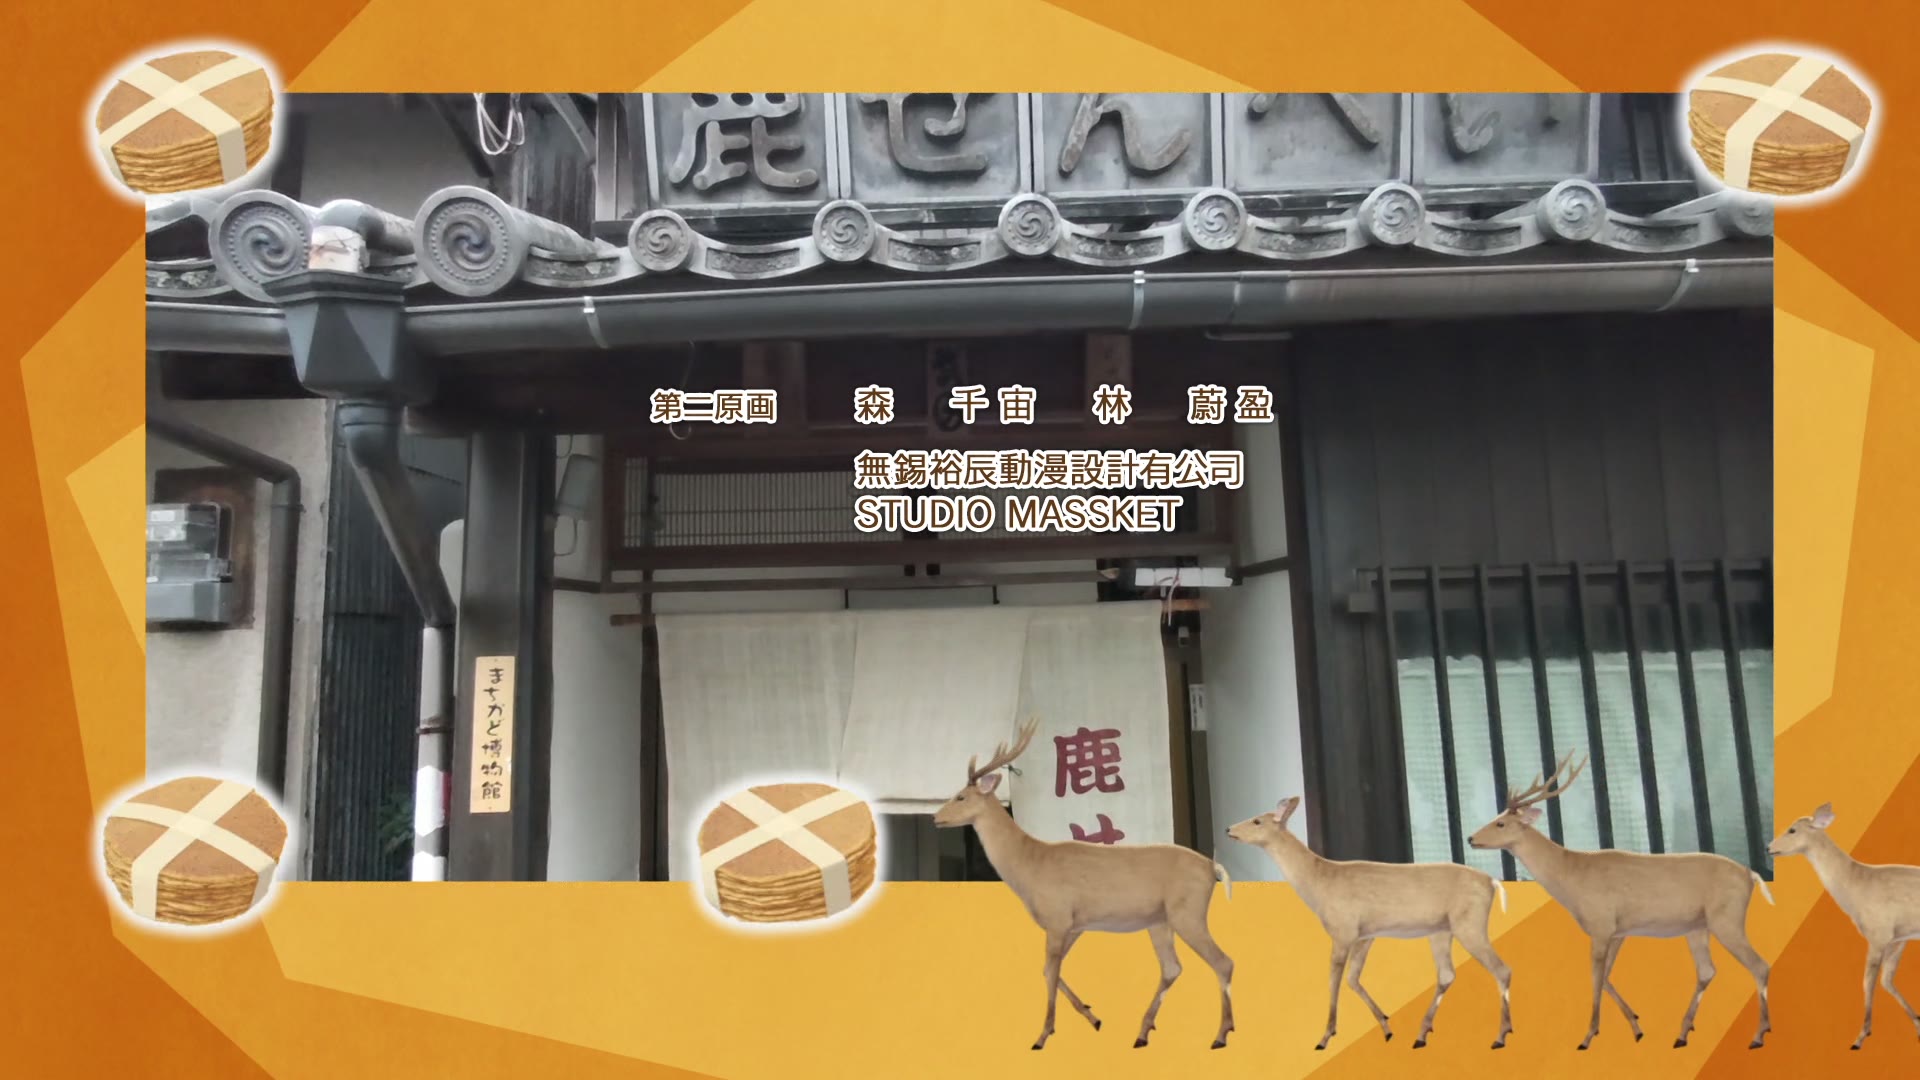 鹿せんべい
第二原画 森 千宙 林 蔚盈
無錫裕辰動漫設計有公司
STUDIO MASSKET
まちかど博物館
鹿せ